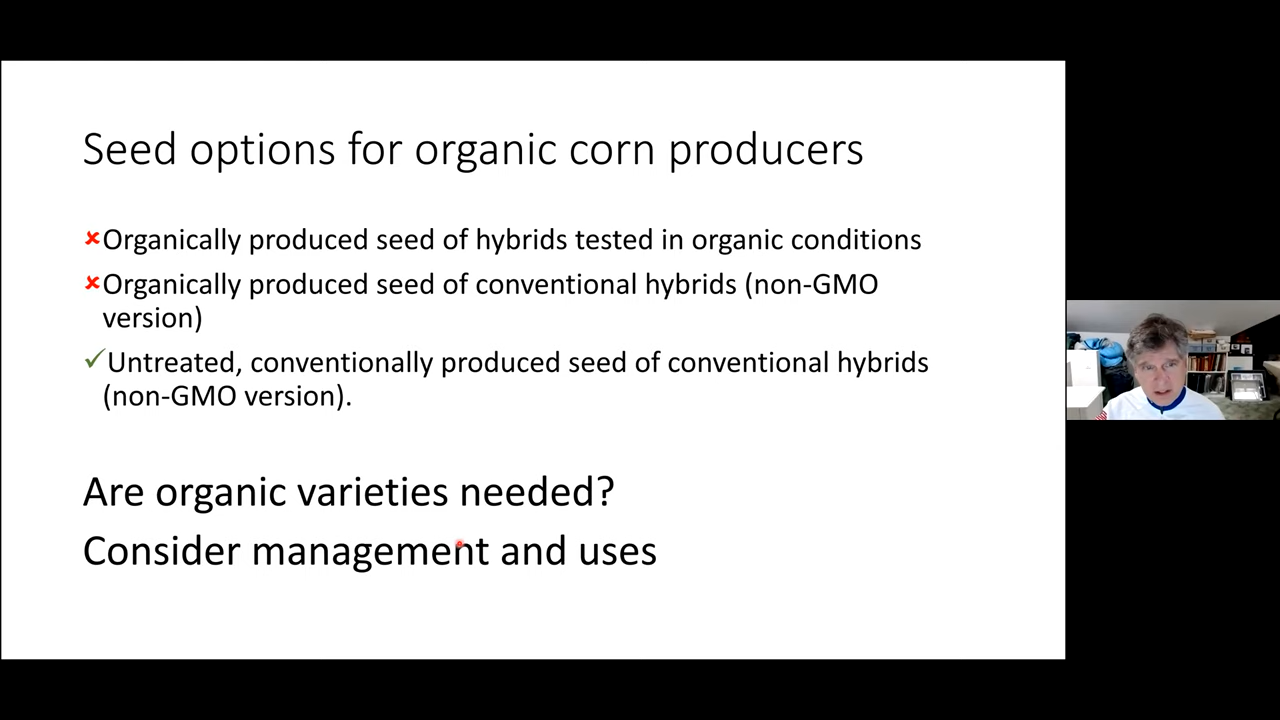 Seed options for organic corn producers
✘Organically produced seed of hybrids tested in organic conditions
✘Organically produced seed of conventional hybrids (non-GMO
version)
✓Untreated, conventionally produced seed of conventional hybrids
(non-GMO version).
Are organic varieties needed?
Consider management and uses